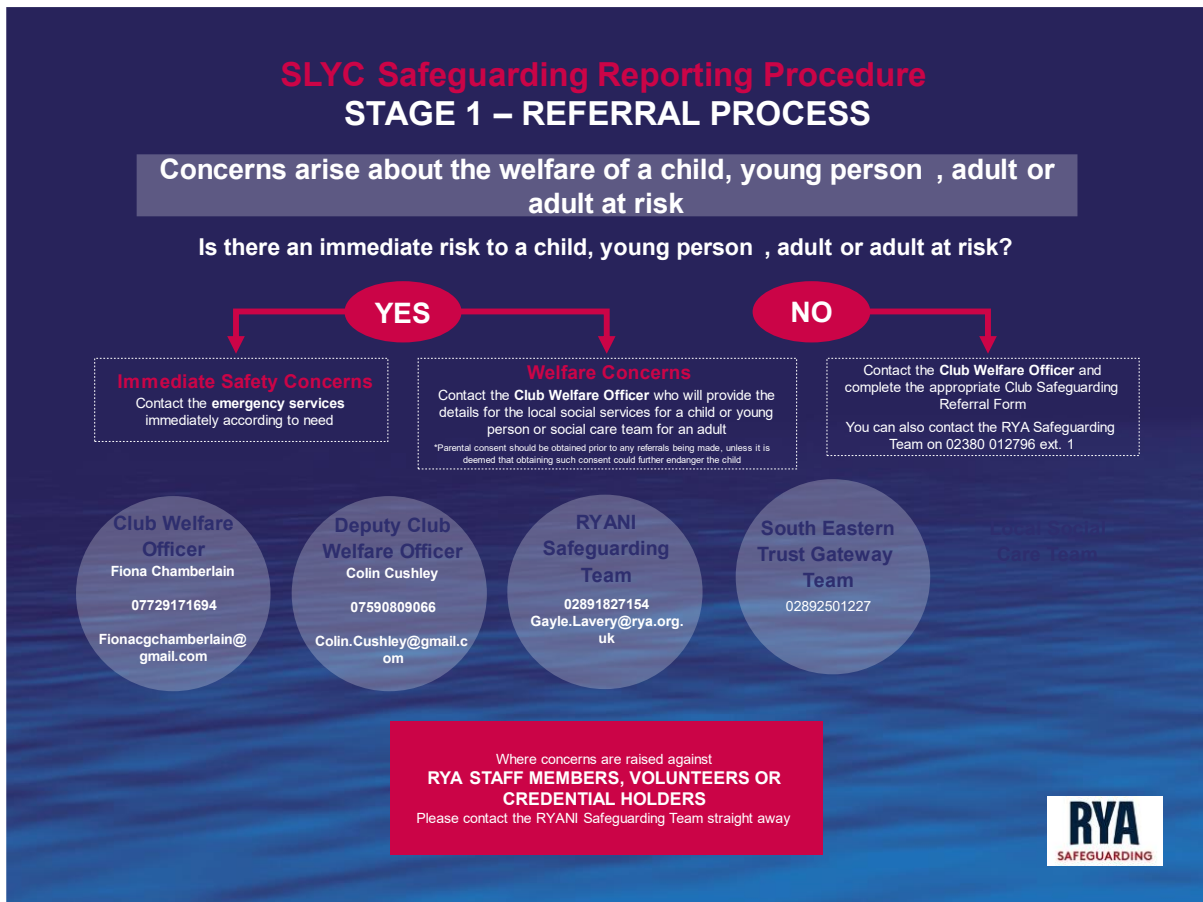 SLYC Safeguarding Reporting Procedure
STAGE 1 – REFERRAL PROCESS
Concerns arise about the welfare of a child, young person , adult or
adult at risk
Is there an immediate risk to a child, young person , adult or adult at risk?
YES
NO
Immediate Safety Concerns
Contact the emergency services
immediately according to need
Welfare Concerns
Contact the Club Welfare Officer who will provide the
details for the local social services for a child or young
person or social care team for an adult
*Parental consent should be obtained prior to any referrals being made, unless it is
deemed that obtaining such consent could further endanger the child
Contact the Club Welfare Officer and
complete the appropriate Club Safeguarding
Referral Form
You can also contact the RYA Safeguarding
Team on 02380 012796 ext. 1
Club Welfare
Officer
Fiona Chamberlain
07729171694
Fionacgchamberlain@
gmail.com
Deputy Club
Welfare Officer
Colin Cushley
07590809066
Colin.Cushley@gmail.c
om
RYANI
Safeguarding
Team
02891827154
Gayle.Lavery@rya.org.
uk
South Eastern
Trust Gateway
Team
02892501227
Local Social
Care Team
Where concerns are raised against
RYA STAFF MEMBERS, VOLUNTEERS OR
CREDENTIAL HOLDERS
Please contact the RYANI Safeguarding Team straight away
RYA
SAFEGUARDING